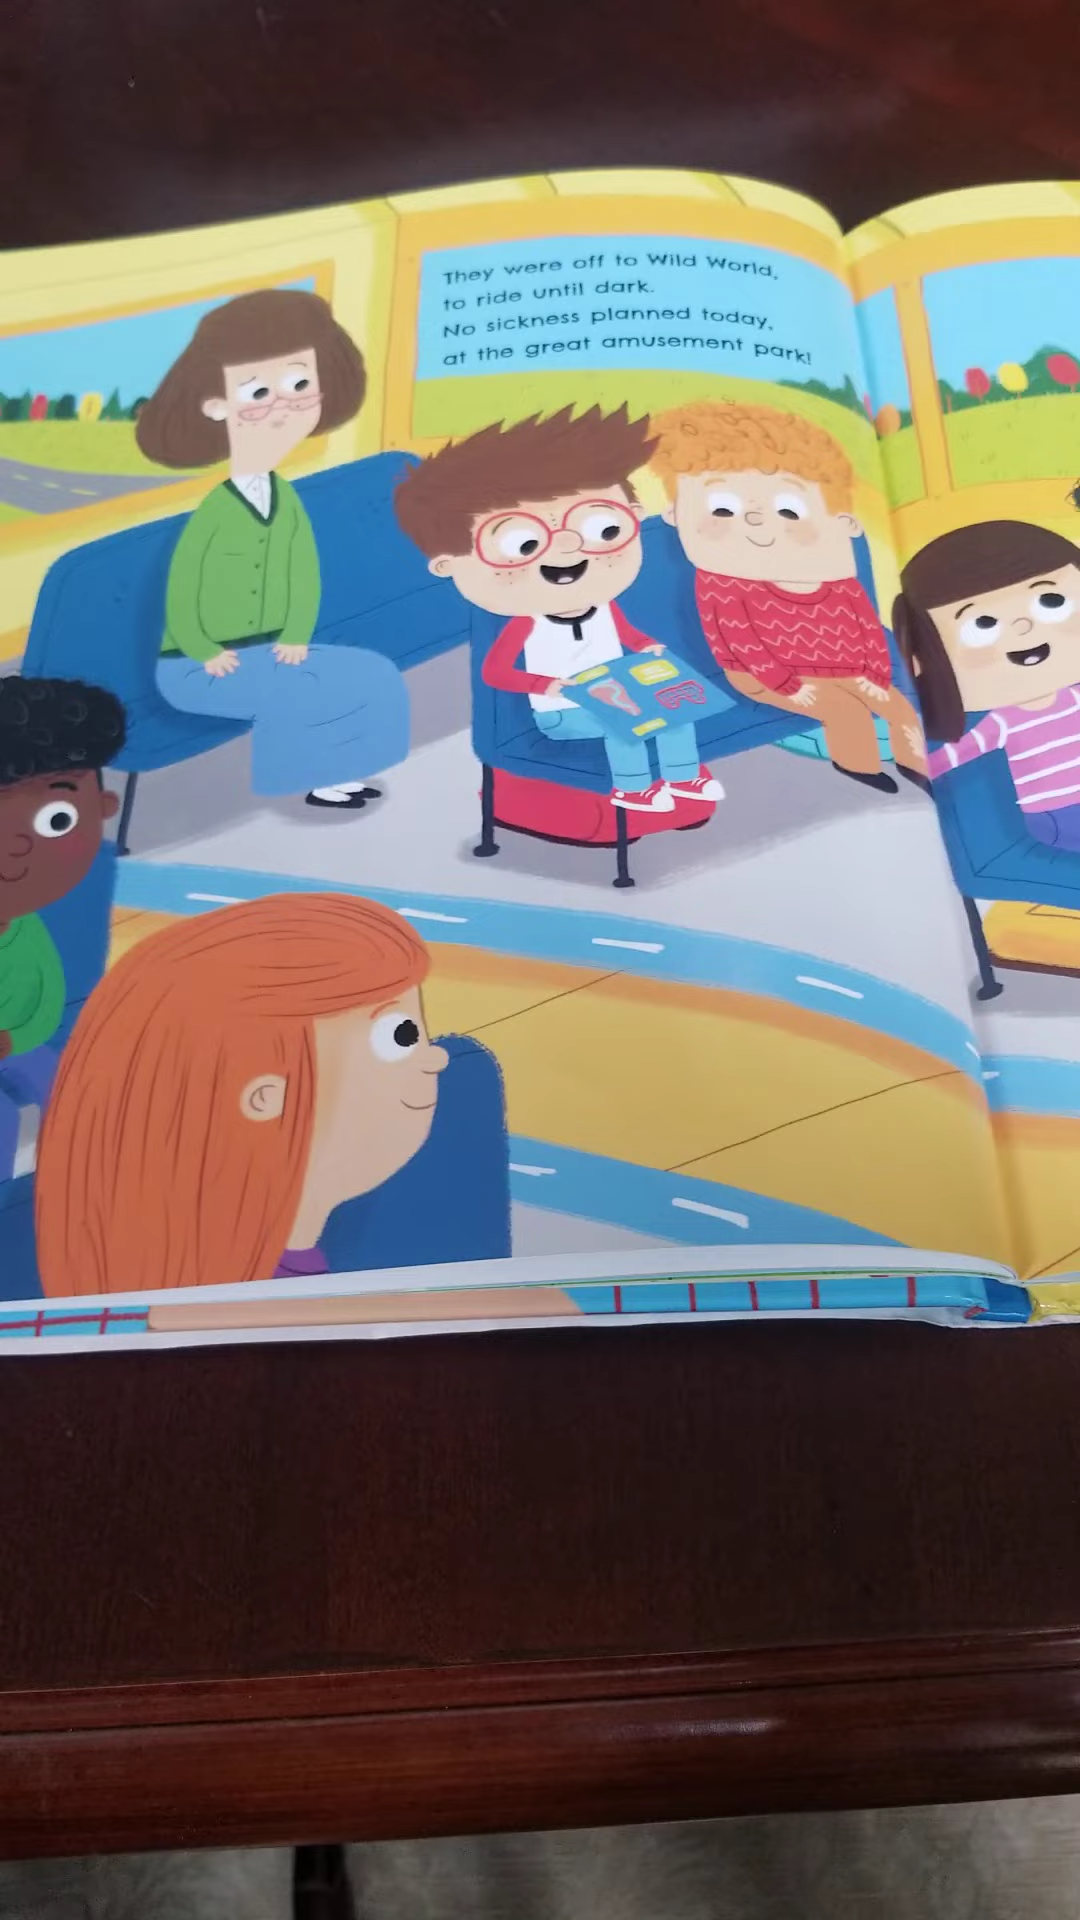 They were off to Wild World,
to ride until dark.
No sickness planned today,
at the great amusement park!